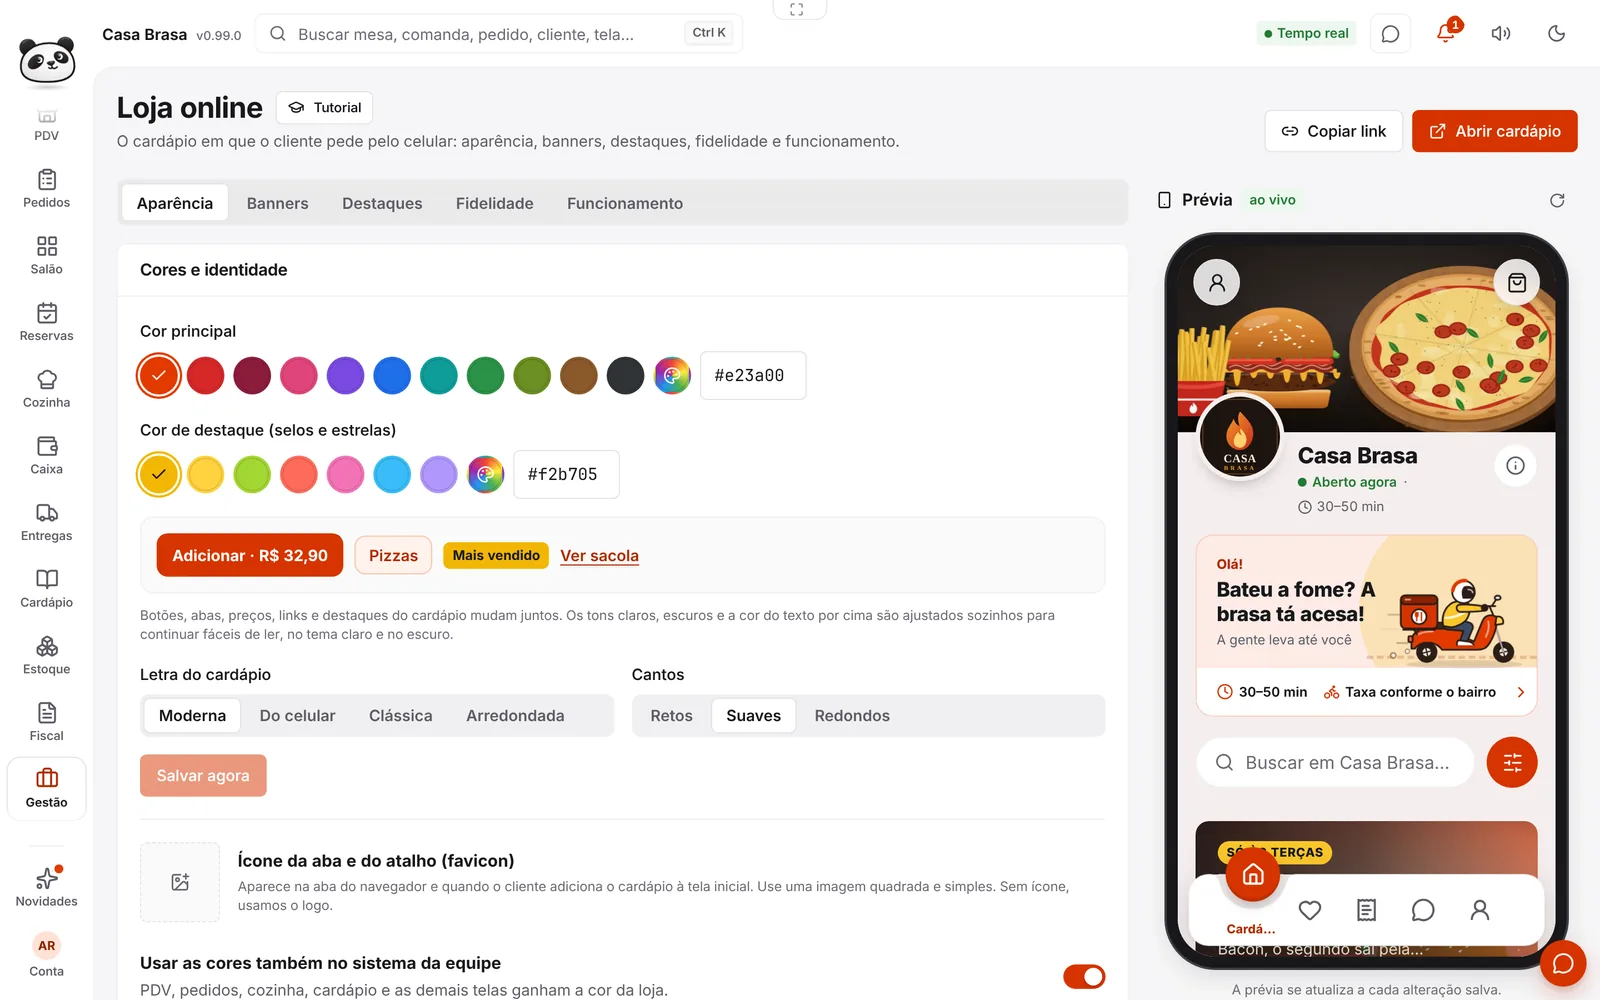 Casa Brasa v0.99.0
Buscar mesa, comanda, pedido, cliente, tela...
Ctrl K
Tempo real
1
PDV
Pedidos
Salão
Reservas
Cozinha
Caixa
Entregas
Cardápio
Estoque
Fiscal
Gestão
Novidades
AR
Conta
Loja online
Tutorial
O cardápio em que o cliente pede pelo celular: aparência, banners, destaques, fidelidade e funcionamento.
Copiar link
Abrir cardápio
Aparência
Banners
Destaques
Fidelidade
Funcionamento
Cores e identidade
Cor principal
#e23a00
Cor de destaque (selos e estrelas)
#f2b705
Adicionar · R$ 32,90
Pizzas
Mais vendido
Ver sacola
Botões, abas, preços, links e destaques do cardápio mudam juntos. Os tons claros, escuros e a cor do texto por cima são ajustados sozinhos para
continuar fáceis de ler, no tema claro e no escuro.
Letra do cardápio
Moderna
Do celular
Clássica
Arredondada
Cantos
Retos
Suaves
Redondos
Salvar agora
Ícone da aba e do atalho (favicon)
Aparece na aba do navegador e quando o cliente adiciona o cardápio à tela inicial. Use uma imagem quadrada e simples. Sem ícone,
usamos o logo.
Usar as cores também no sistema da equipe
PDV, pedidos, cozinha, cardápio e as demais telas ganham a cor da loja.
Prévia
ao vivo
CASA
BRASA
Casa Brasa
Aberto agora ·
30–50 min
Olá!
Bateu a fome? A
brasa tá acesa!
A gente leva até você
30–50 min
Taxa conforme o bairro
Buscar em Casa Brasa...
TERÇAS
Cardá...
Bacon, o segundo sai pela...
A prévia se atualiza a cada alteração salva.